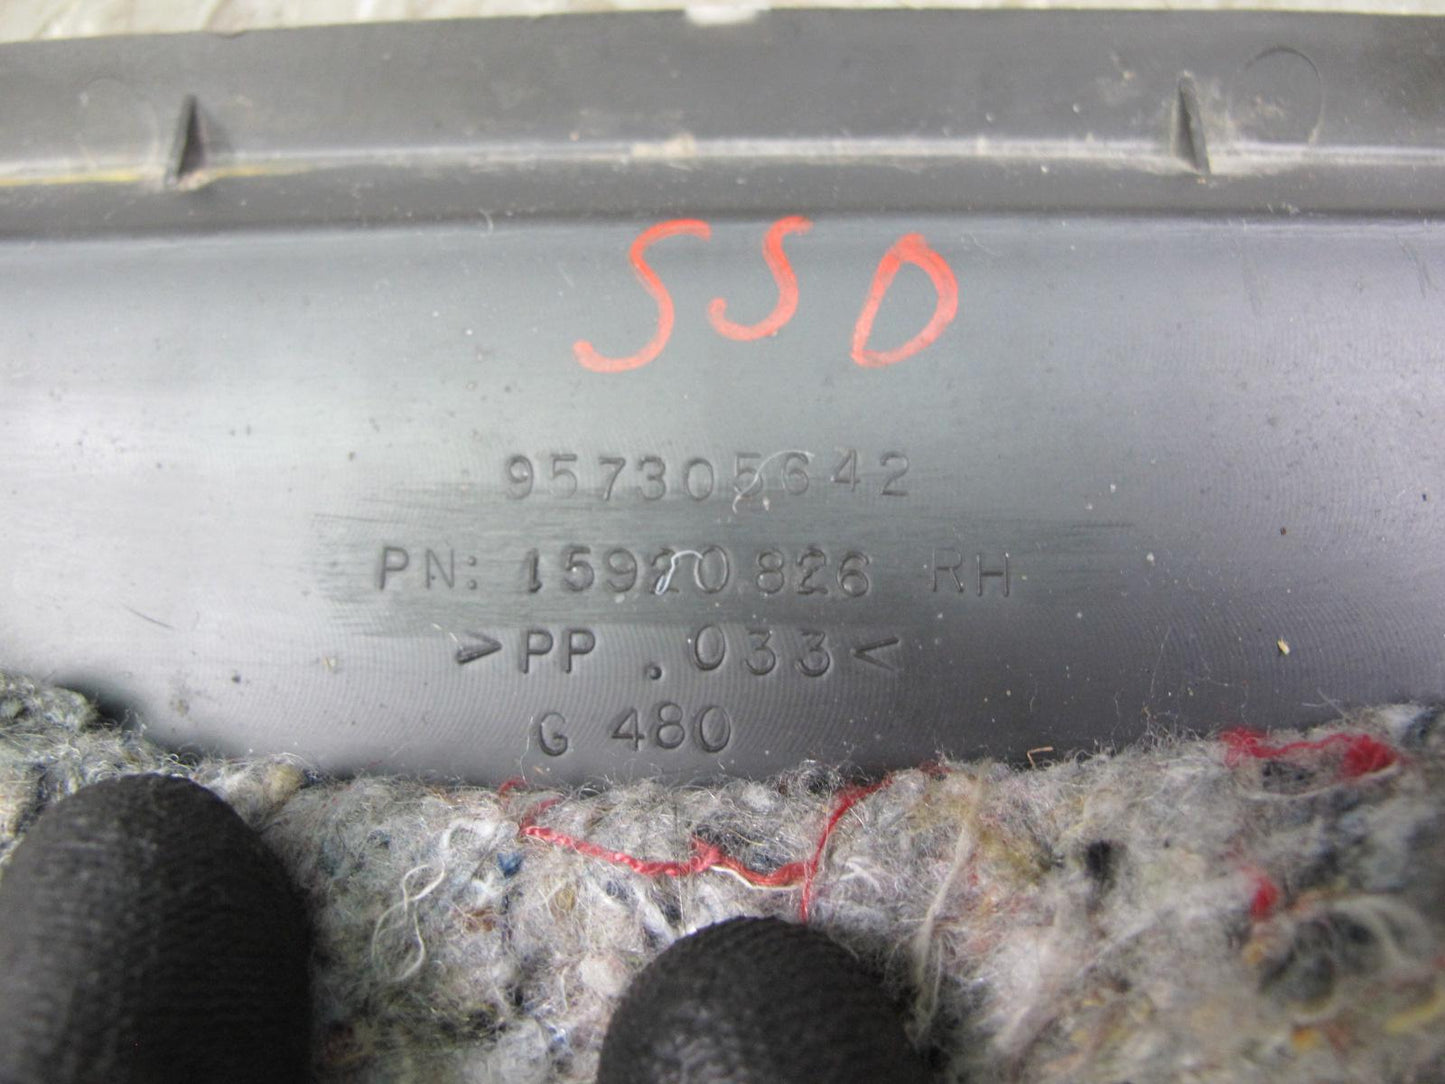 SSD
957305642
PN: 15920826 RH
>PP .033<
G 480